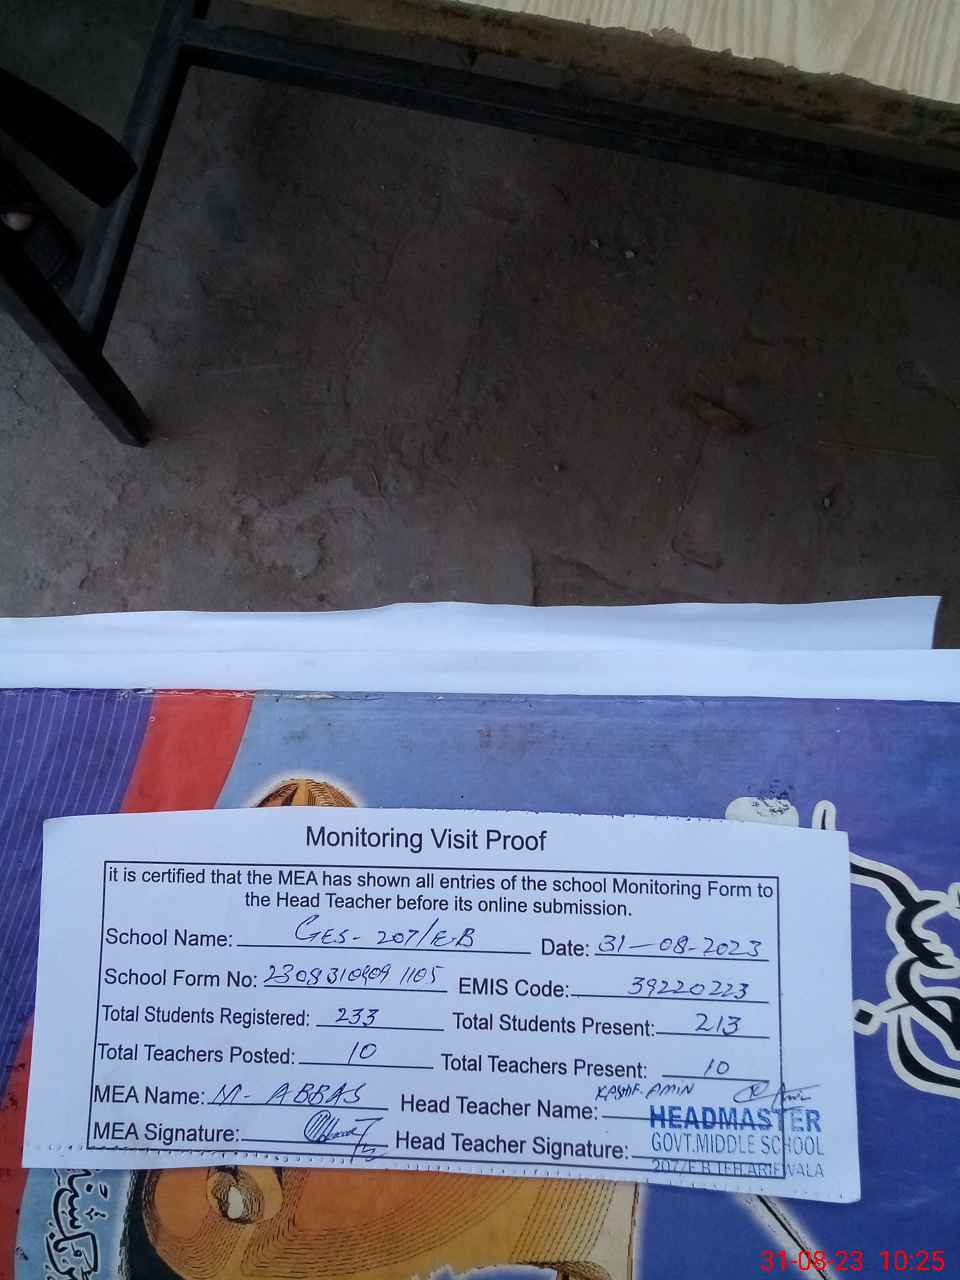 Monitoring Visit Proof
it is certified that the MEA has shown all entries of the school Monitoring Form to
the Head Teacher before its online submission.
School Name: GES - 207/E-B Date: 31-08-2023
School Form No: EMIS Code: 39220223
Total Students Registered: 233 Total Students Present: 213
Total Teachers Posted: 10 Total Teachers Present: 10
MEA Name: M- ABBAS Head Teacher Name: KASHIF AMIN
MEA Signature: Head Teacher Signature:
HEADMASTER
GOVT.MIDDLE SCHOOL
207/E.B TEH ARIFWALA
31-08-23 10:25